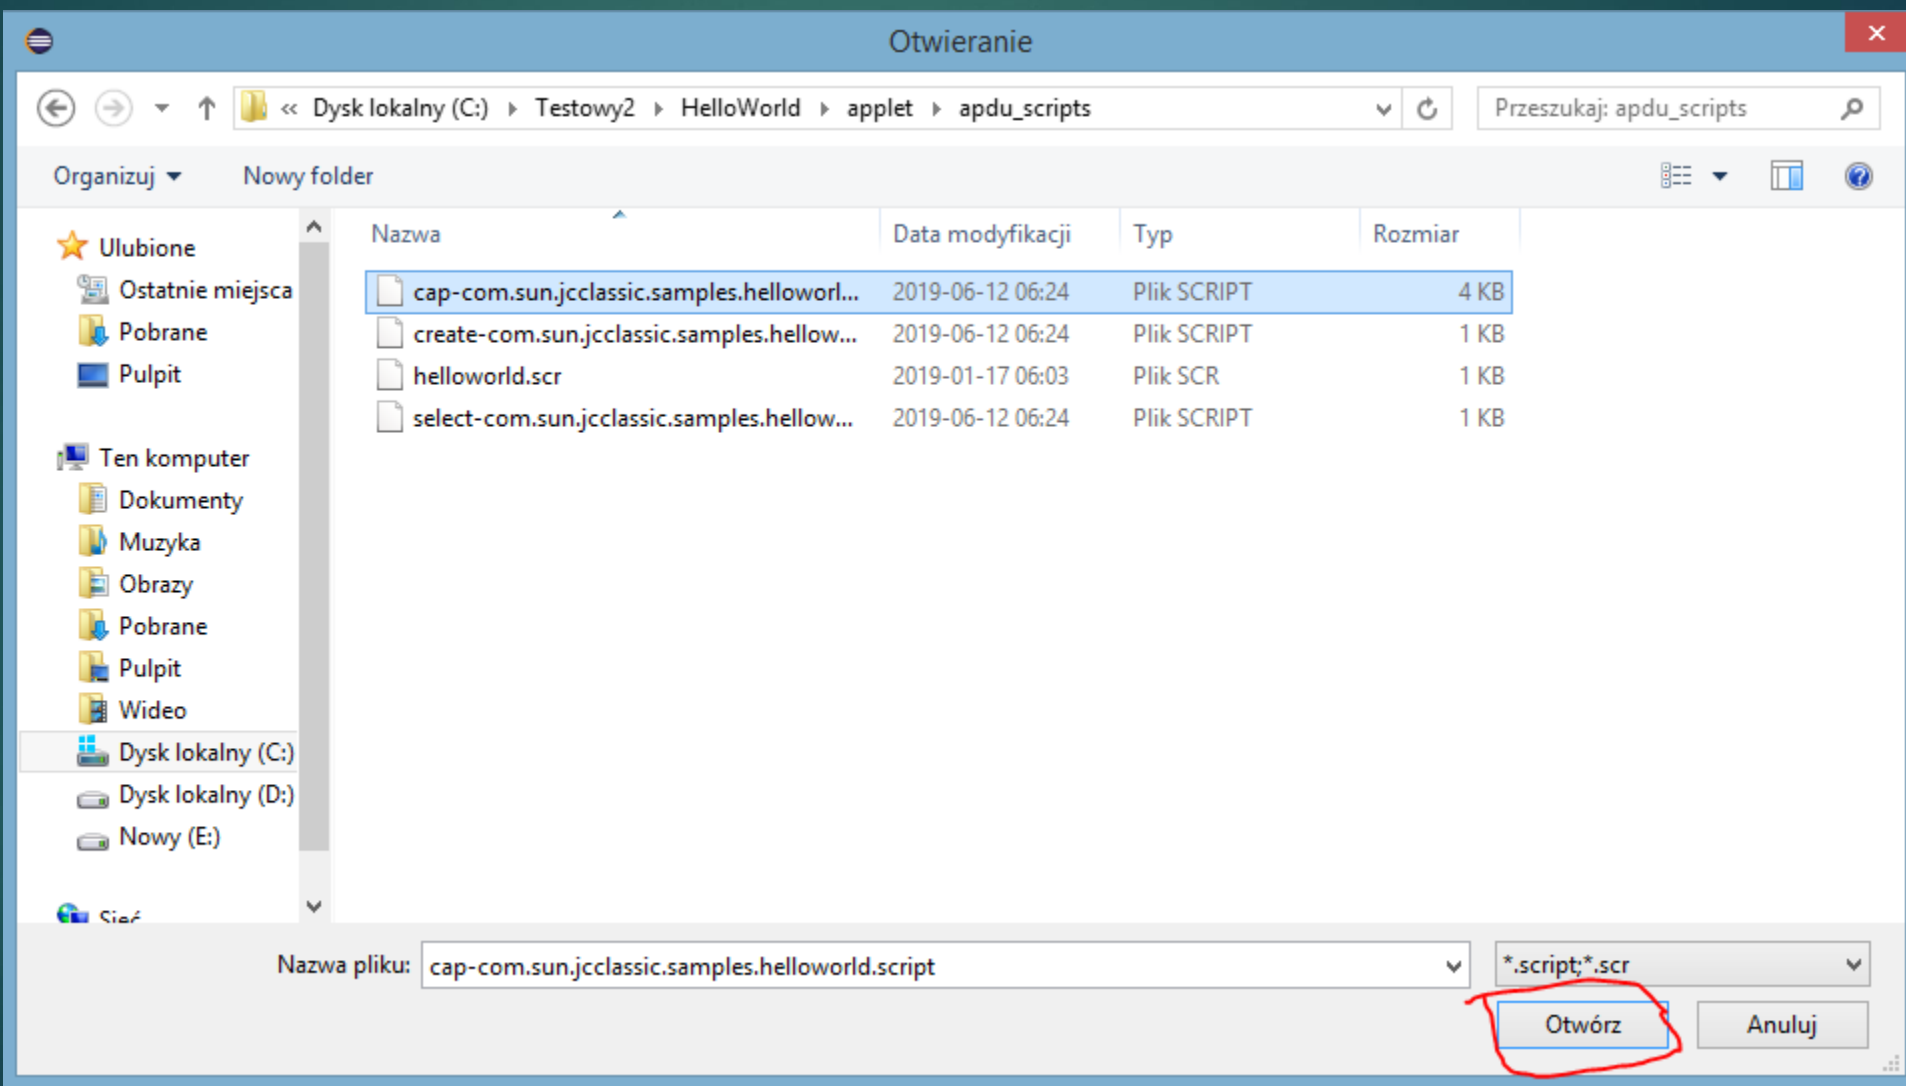 Otwieranie
« Dysk lokalny (C:) Testowy2 HelloWorld applet apdu_scripts Przeszukaj: apdu_scripts
Organizuj Nowy folder
Nazwa Data modyfikacji Typ Rozmiar
cap-com.sun.jcclassic.samples.helloworl... 2019-06-12 06:24 Plik SCRIPT 4 KB
create-com.sun.jcclassic.samples.hellow... 2019-06-12 06:24 Plik SCRIPT 1 KB
helloworld.scr 2019-01-17 06:03 Plik SCR 1 KB
select-com.sun.jcclassic.samples.hellow... 2019-06-12 06:24 Plik SCRIPT 1 KB
Ulubione
Ostatnie miejsca
Pobrane
Pulpit
Ten komputer
Dokumenty
Muzyka
Obrazy
Pobrane
Pulpit
Wideo
Dysk lokalny (C:)
Dysk lokalny (D:)
Nowy (E:)
Sieć
Nazwa pliku: cap-com.sun.jcclassic.samples.helloworld.script *.script;*.scr
Otwórz Anuluj